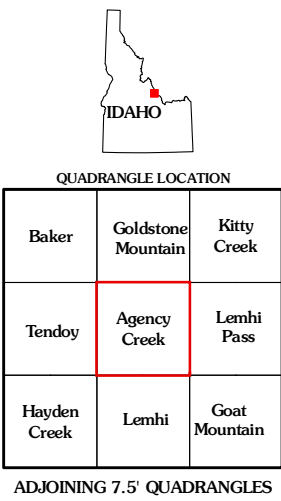 IDAHO
QUADRANGLE LOCATION
Baker
Goldstone
Mountain
Kitty
Creek
Tendoy
Agency
Creek
Lemhi
Pass
Hayden
Creek
Lemhi
Goat
Mountain
ADJOINING 7.5' QUADRANGLES